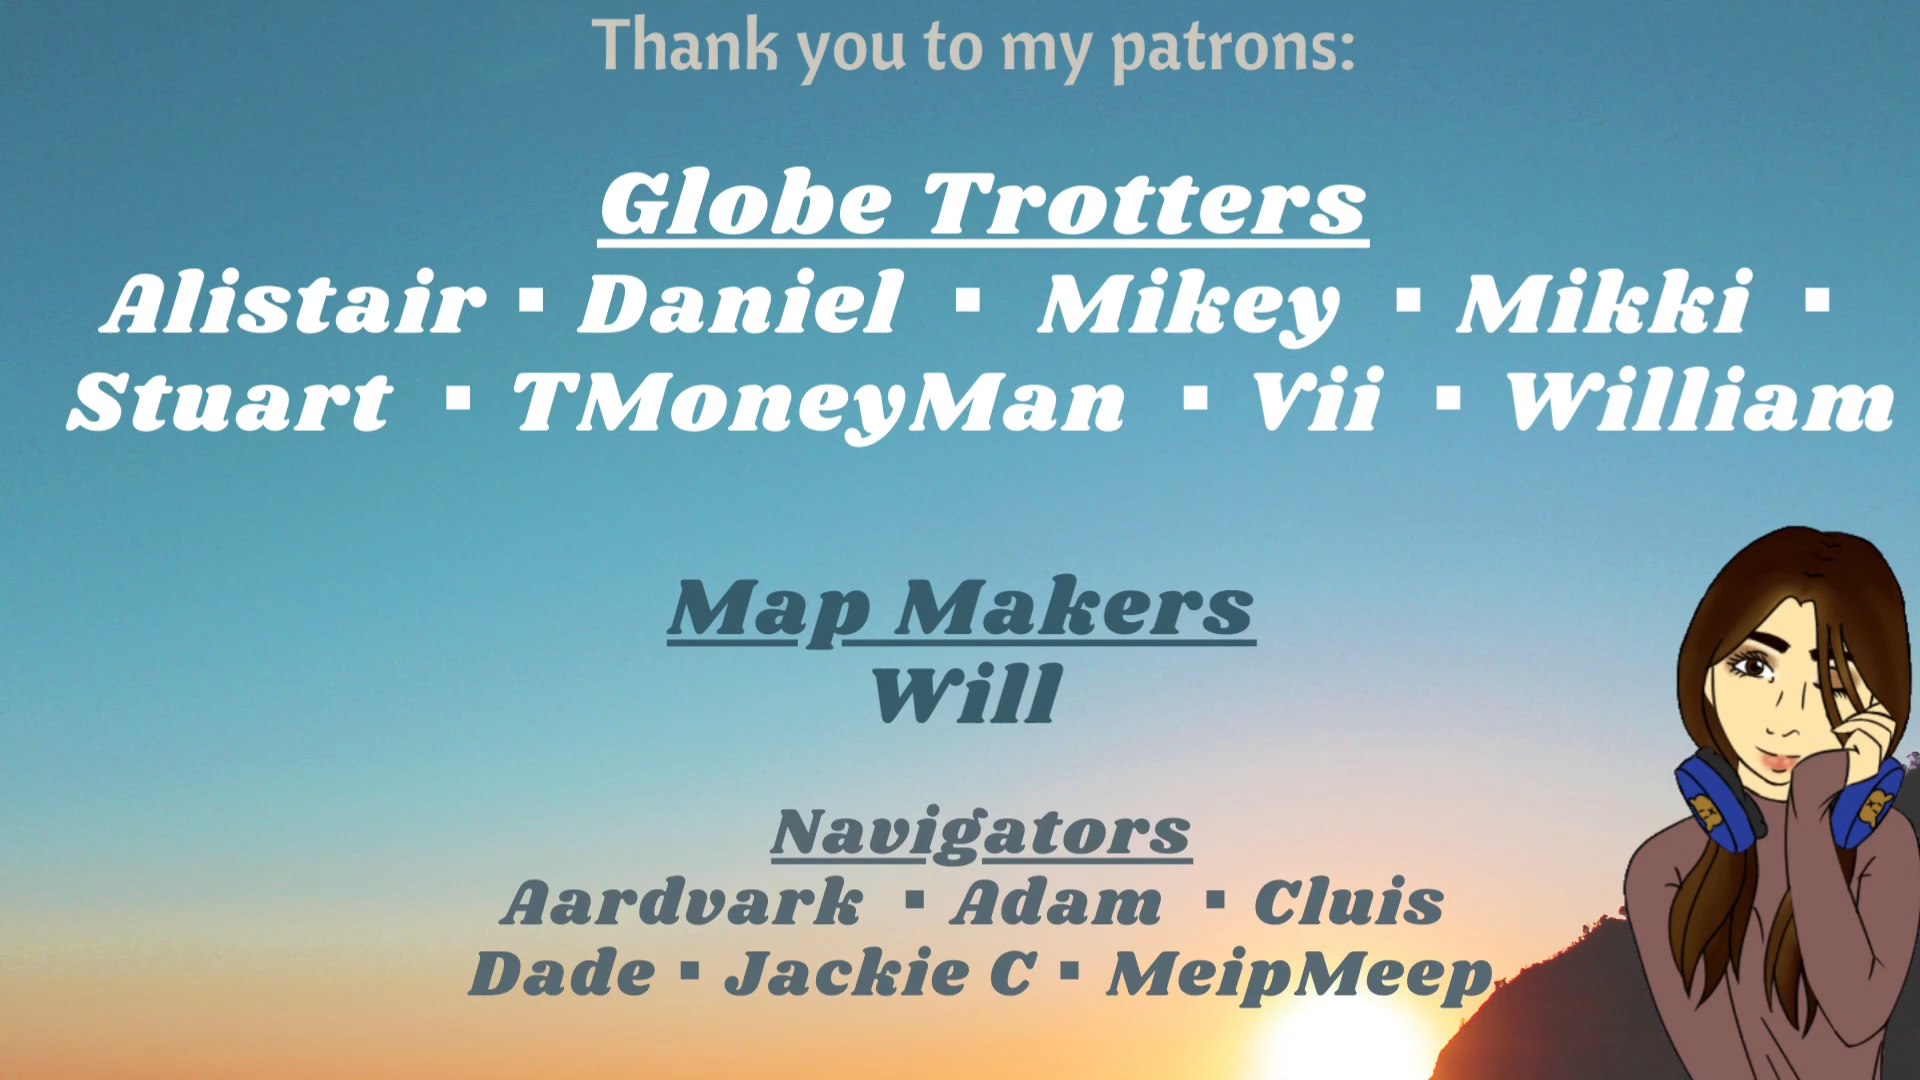 Thank you to my patrons:
Globe Trotters
Alistair ▪ Daniel ▪ Mikey ▪ Mikki ▪
Stuart ▪ TMoneyMan ▪ Vii ▪ William
Map Makers
Will
Navigators
Aardvark ▪ Adam ▪ Cluis
Dade ▪ Jackie C ▪ MeipMeep